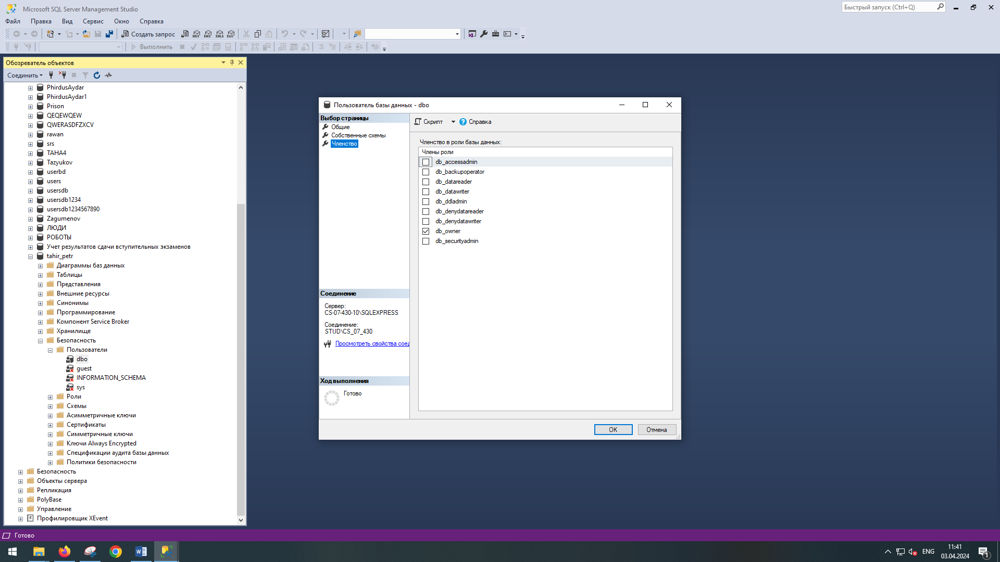 Microsoft SQL Server Management Studio
Быстрый запуск (Ctrl+Q)
Файл Правка Вид Сервис Окно Справка
Создать запрос MDX DMX XMLA DAX
Выполнить
Обозреватель объектов
Соединить
PhirdusAydar
PhirdusAydar1
Prison
QEQEWQEW
QWERASDFZXCV
rawan
srs
TAHA4
Tazyukov
userbd
users
usersdb
usersdb1234
usersdb1234567890
Zagumenov
ЛЮДИ
РОБОТЫ
Учет результатов сдачи вступительных экзаменов
tahir_petr
Диаграммы баз данных
Таблицы
Представления
Внешние ресурсы
Синонимы
Программирование
Компонент Service Broker
Хранилище
Безопасность
Пользователи
dbo
guest
INFORMATION_SCHEMA
sys
Роли
Схемы
Асимметричные ключи
Сертификаты
Симметричные ключи
Ключи Always Encrypted
Спецификации аудита базы данных
Политики безопасности
Безопасность
Объекты сервера
Репликация
PolyBase
Управление
Профилировщик XEvent
Пользователь базы данных - dbo
Выбор страницы
Общие
Собственные схемы
Членство
Скрипт Справка
Членство в роли базы данных:
Члены роли
db_accessadmin
db_backupoperator
db_datareader
db_datawriter
db_ddladmin
db_denydatareader
db_denydatawriter
db_owner
db_securityadmin
Соединение
Сервер:
CS-07-430-10\SQLEXPRESS
Соединение:
STUD\CS_07_430
Просмотреть свойства соед
Ход выполнения
Готово
OK Отмена
Готово
ENG
11:41
03.04.2024
1